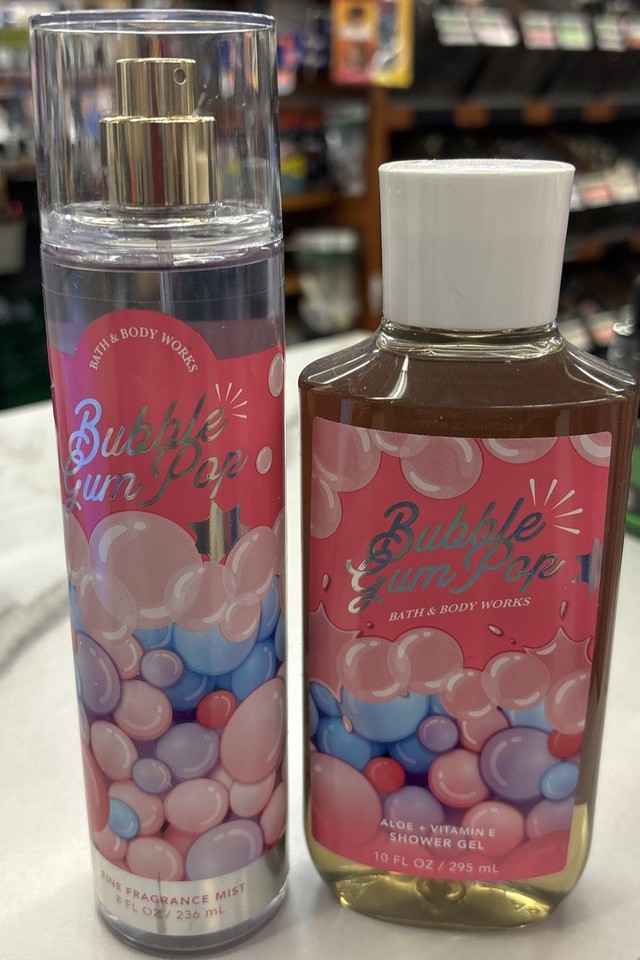 BATH & BODY WORKS
Bubble
Gum Pop
FINE FRAGRANCE MIST
8 FL OZ / 236 mL
Bubble
Gum Pop
BATH & BODY WORKS
ALOE + VITAMIN E
SHOWER GEL
10 FL OZ / 295 mL